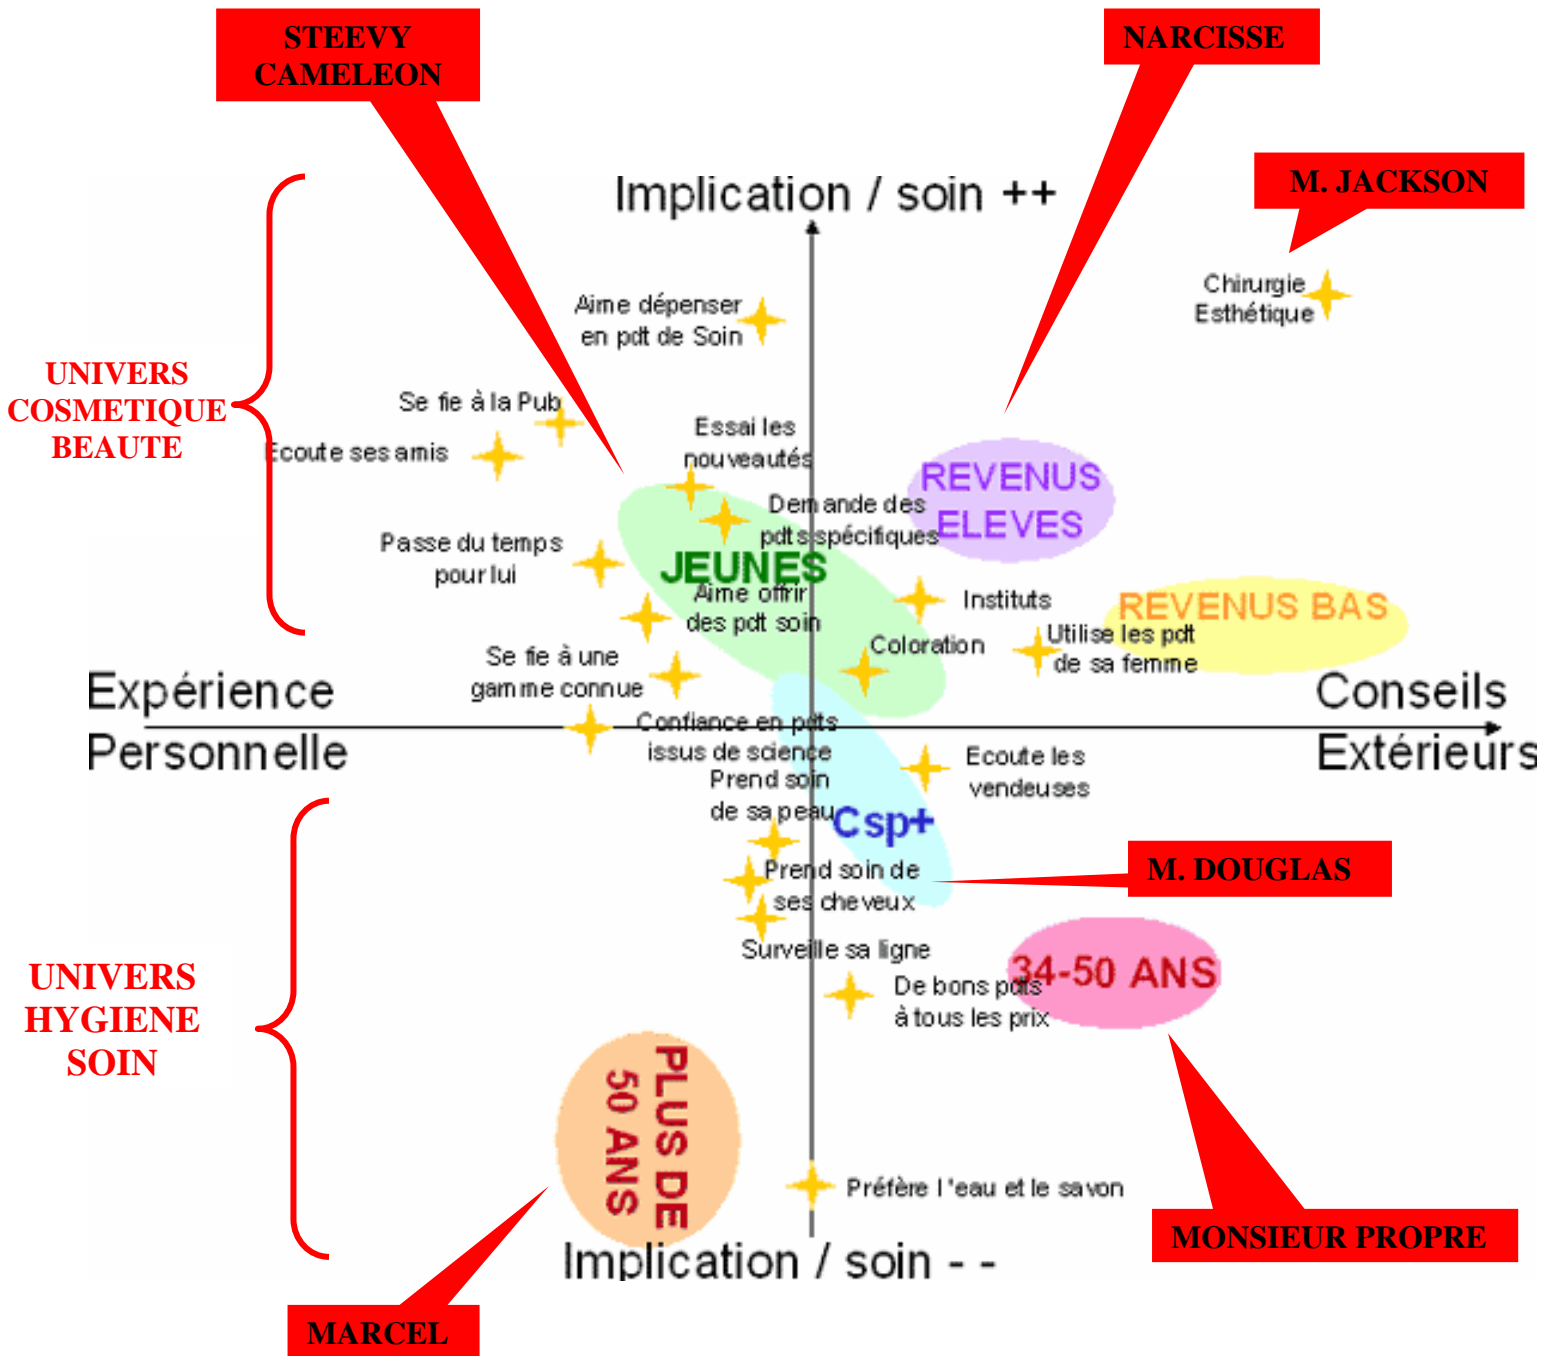 STEEVY
CAMELEON
NARCISSE
M. JACKSON
Implication / soin ++
Chirurgie
Esthétique
Aime dépenser
en pdt de Soin
UNIVERS
COSMETIQUE
BEAUTE
Se fie à la Pub
Ecoute ses amis
Essai les
nouveautés
REVENUS
ELEVES
Demande des
pdts spécifiques
Passe du temps
pour lui
JEUNES
Aime offrir
des pdt soin
Instituts
REVENUS BAS
Utilise les pdt
de sa femme
Coloration
Se fie à une
gamme connue
Expérience
Personnelle
Conseils
Extérieurs
Confiance en pdts
issus de science
Prend soin
de sa peau
Ecoute les
vendeuses
Csp+
M. DOUGLAS
Prend soin de
ses cheveux
Surveille sa ligne
34-50 ANS
De bons pdts
à tous les prix
UNIVERS
HYGIENE
SOIN
PLUS DE
50 ANS
Préfère l'eau et le savon
MONSIEUR PROPRE
Implication / soin - -
MARCEL